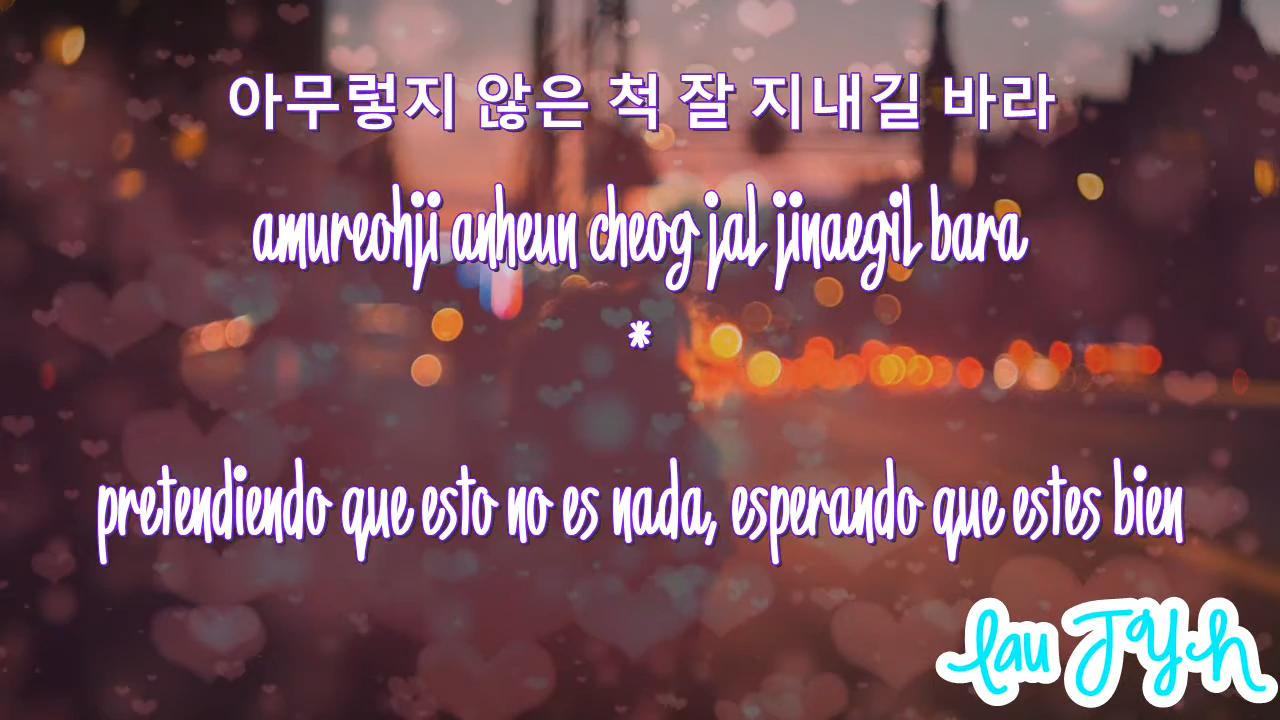 아무렇지 않은 척 잘 지내길 바라
amureohji anheun cheog jal jinaegil bara
*
pretendiendo que esto no es nada, esperando que estes bien
Lau JYH